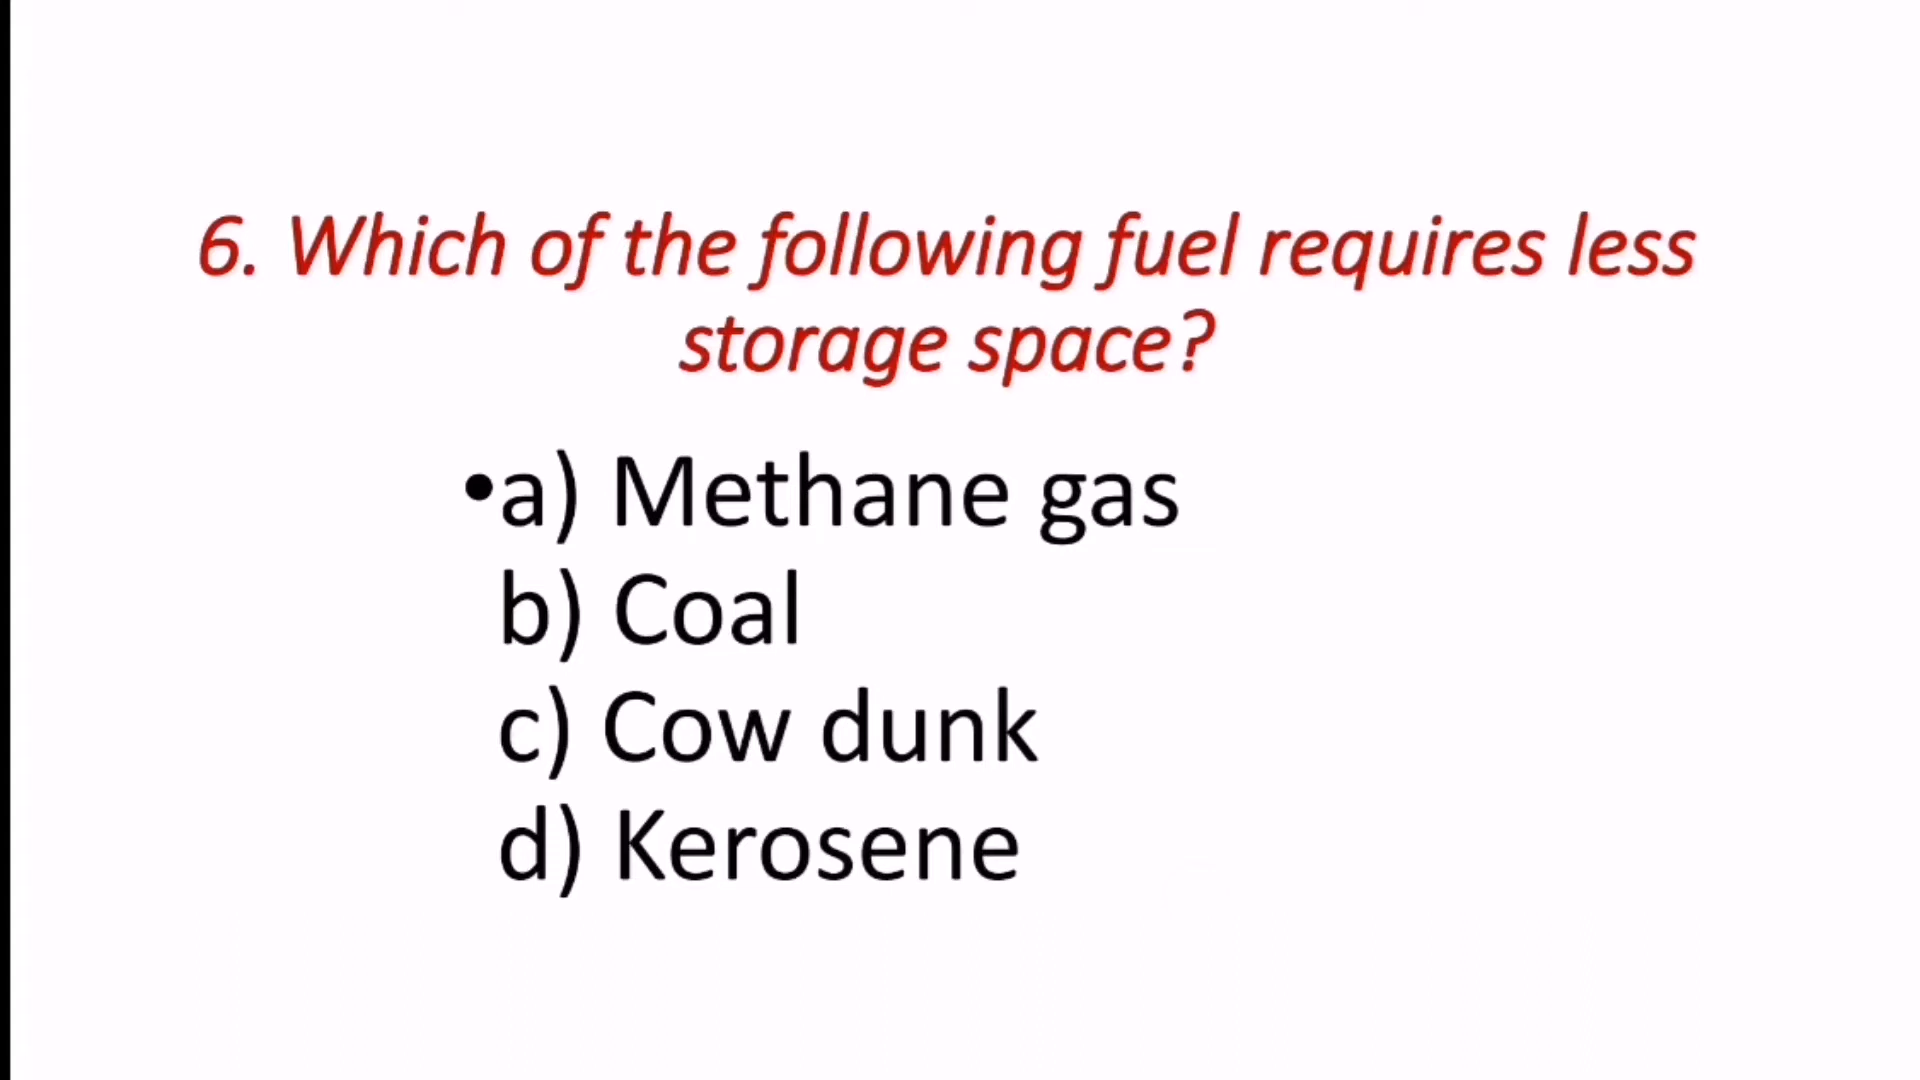 6. Which of the following fuel requires less
storage space?
•a) Methane gas
b) Coal
c) Cow dunk
d) Kerosene